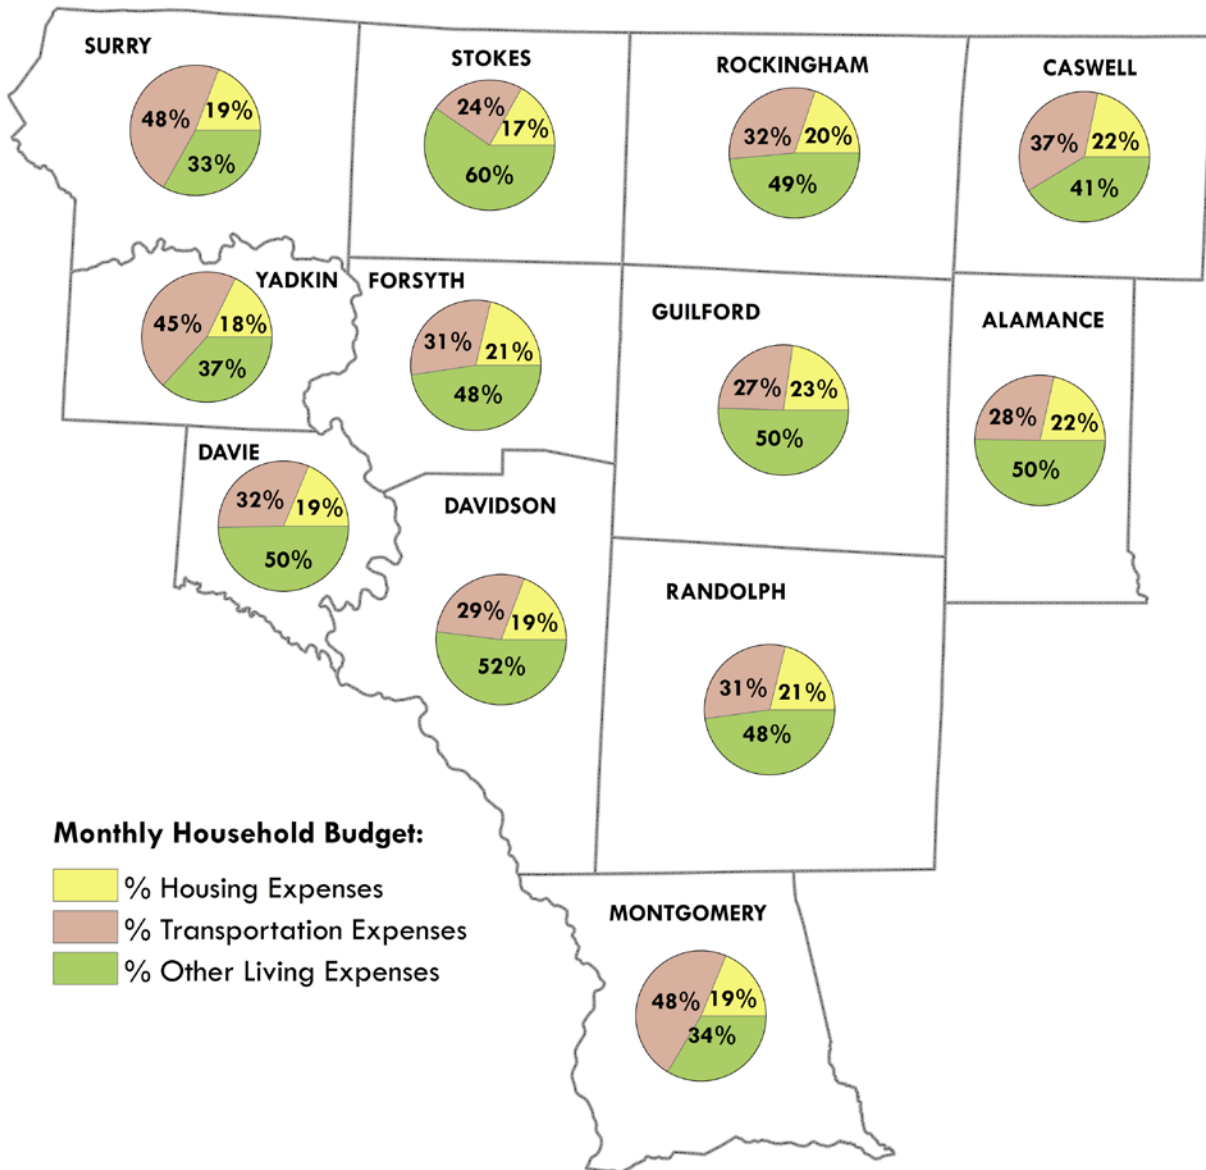 SURRY
48%
19%
33%
STOKES
24%
17%
60%
ROCKINGHAM
32%
20%
49%
CASWELL
37%
22%
41%
YADKIN
45%
18%
37%
FORSYTH
31%
21%
48%
GUILFORD
27%
23%
50%
ALAMANCE
28%
22%
50%
DAVIE
32%
19%
50%
DAVIDSON
29%
19%
52%
RANDOLPH
31%
21%
48%
Monthly Household Budget:
% Housing Expenses
% Transportation Expenses
% Other Living Expenses
MONTGOMERY
48%
19%
34%